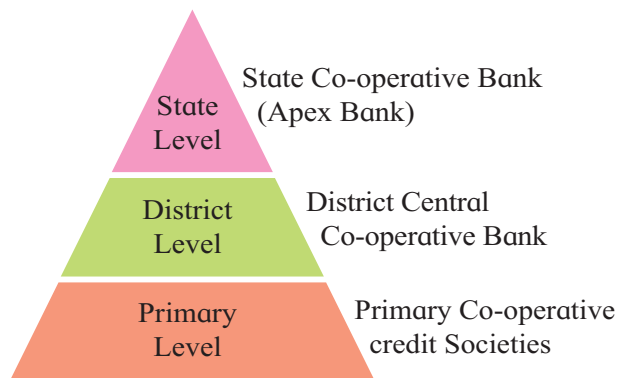 State
Level
State Co-operative Bank
(Apex Bank)
District
Level
District Central
Co-operative Bank
Primary
Level
Primary Co-operative
credit Societies